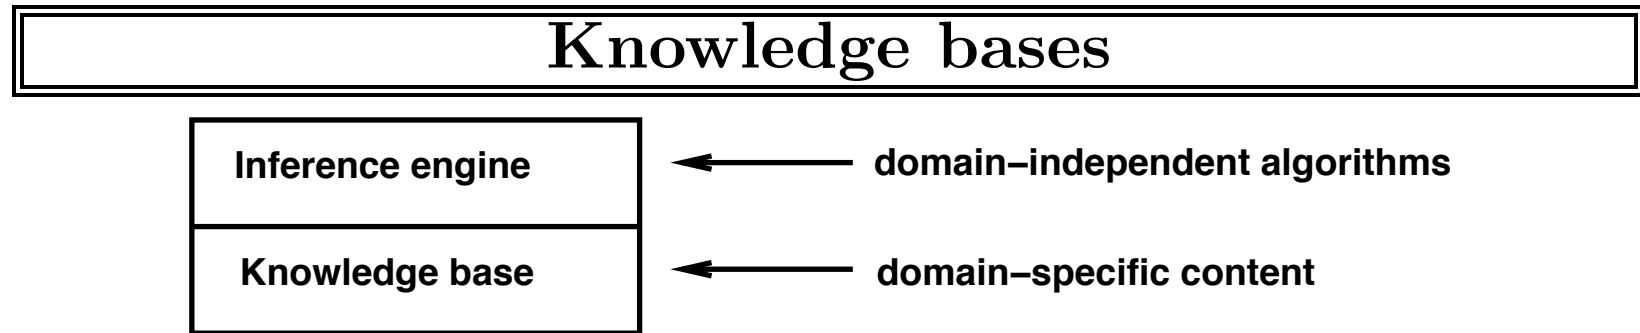 Knowledge bases
Inference engine
domain–independent algorithms
Knowledge base
domain–specific content